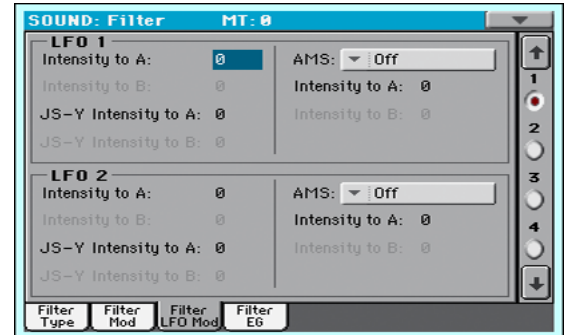 SOUND: Filter MT: 0
LFO 1
Intensity to A: 0 AMS: Off
Intensity to B: 0 Intensity to A: 0
JS-Y Intensity to A: 0 Intensity to B: 0
JS-Y Intensity to B: 0
LFO 2
Intensity to A: 0 AMS: Off
Intensity to B: 0 Intensity to A: 0
JS-Y Intensity to A: 0 Intensity to B: 0
JS-Y Intensity to B: 0
1
2
3
4
Filter Type Filter Mod Filter LFO Mod Filter EG